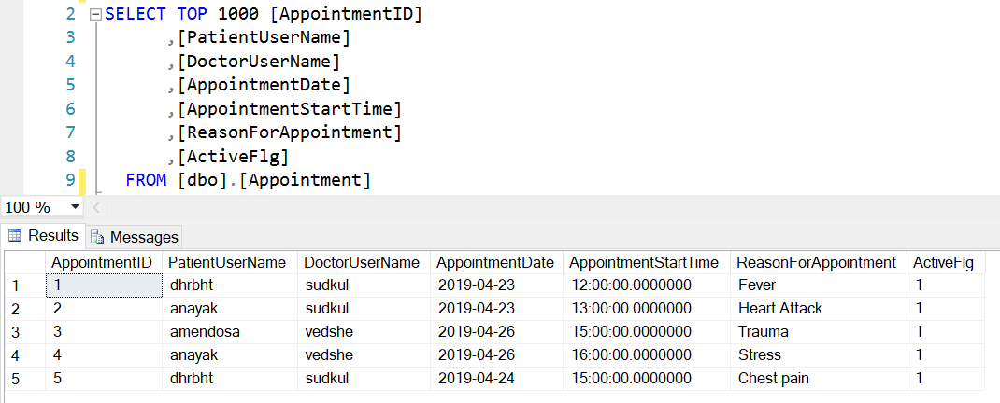 2 SELECT TOP 1000 [AppointmentID]
3 ,[PatientUserName]
4 ,[DoctorUserName]
5 ,[AppointmentDate]
6 ,[AppointmentStartTime]
7 ,[ReasonForAppointment]
8 ,[ActiveFlg]
9 FROM [dbo].[Appointment]
100 %
Results Messages
AppointmentID PatientUserName DoctorUserName AppointmentDate AppointmentStartTime ReasonForAppointment ActiveFlg
1 1 dhrbht sudkul 2019-04-23 12:00:00.0000000 Fever 1
2 2 anayak sudkul 2019-04-23 13:00:00.0000000 Heart Attack 1
3 3 amendosa vedshe 2019-04-26 15:00:00.0000000 Trauma 1
4 4 anayak vedshe 2019-04-26 16:00:00.0000000 Stress 1
5 5 dhrbht sudkul 2019-04-24 15:00:00.0000000 Chest pain 1